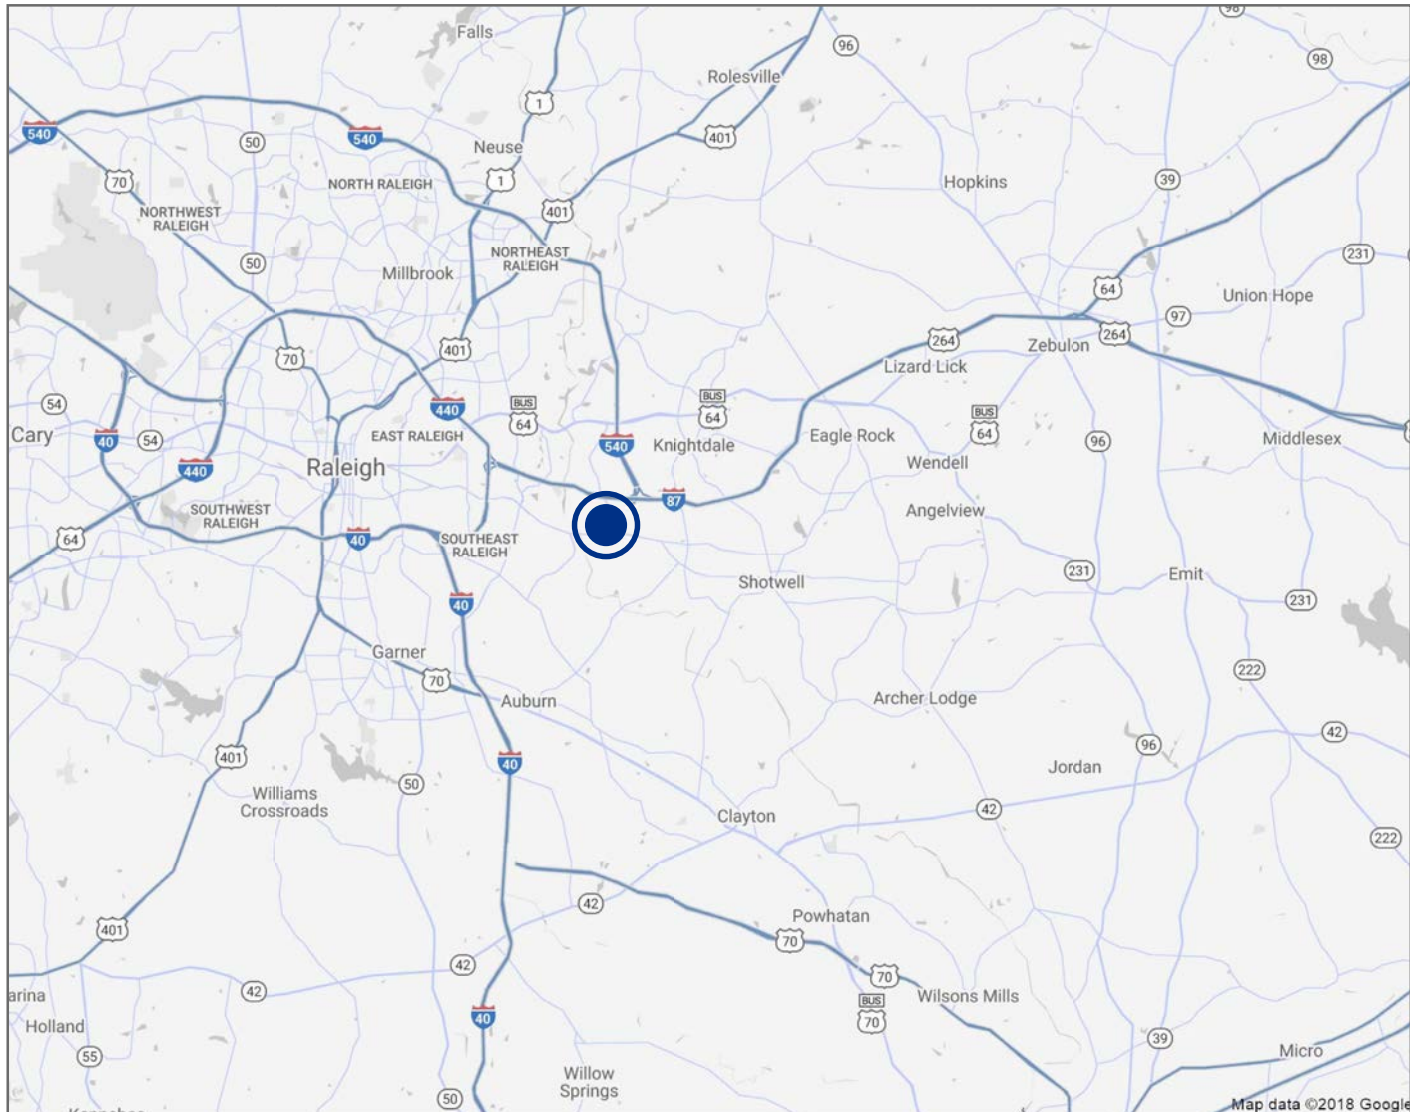 98
Falls
96
98
Rolesville
1
540
540
50
401
Neuse
70
NORTH RALEIGH
1
Hopkins
39
NORTHWEST
RALEIGH
401
50
NORTHEAST
RALEIGH
231
Millbrook
64
Union Hope
97
264
264
Zebulon
401
70
Lizard Lick
BUS
64
BUS
64
54
440
BUS
64
Cary
40
54
EAST RALEIGH
540
Knightdale
Eagle Rock
96
Middlesex
440
Raleigh
Wendell
87
SOUTHWEST
RALEIGH
Angelview
64
40
SOUTHEAST
RALEIGH
Shotwell
231
Emit
40
231
Garner
70
222
Auburn
Archer Lodge
42
401
40
96
50
Jordan
Williams
Crossroads
42
Clayton
222
42
Powhatan
401
70
42
70
42
Wilsons Mills
arina
BUS
70
40
Holland
39
55
Micro
Willow
Springs
50
Map data ©2018 Google